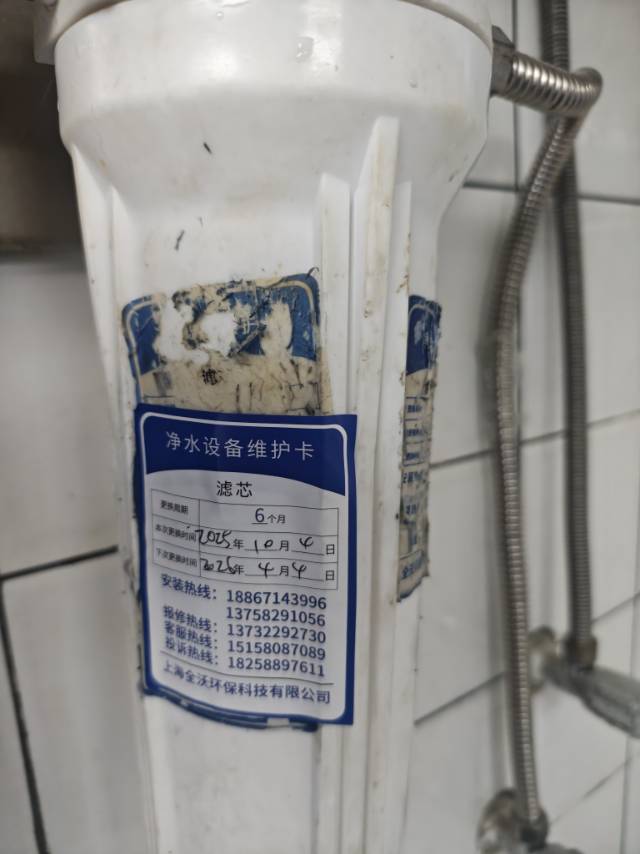 净水设备维护卡
滤芯
更换周期 6个月
本次更换时间 2025年 10月 4日
下次更换时间 2026年 4月 4日
安装热线: 18867143996
13758291056
报修热线: 13732292730
客服热线: 15158087089
投诉热线: 18258897611
上海全沃环保科技有限公司